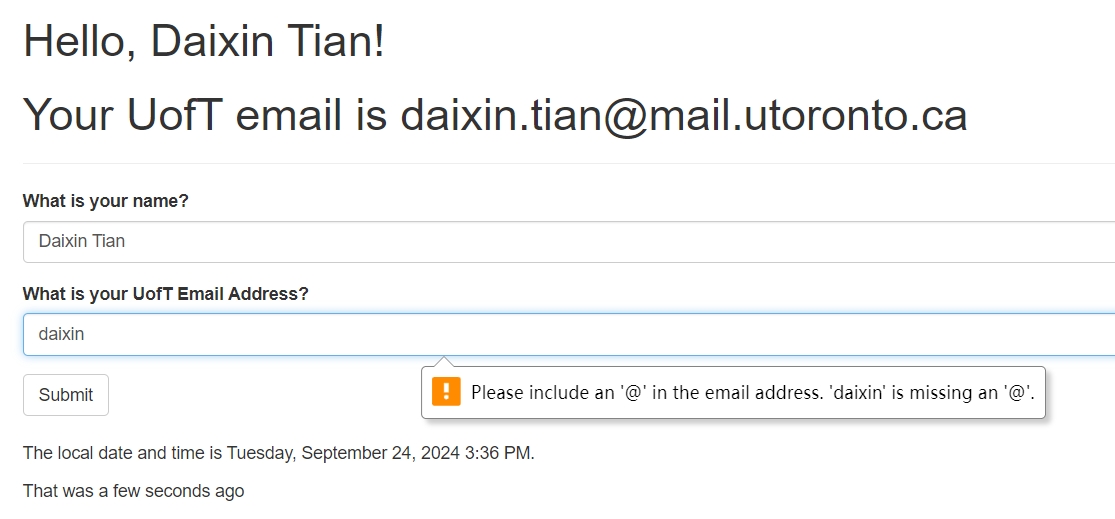 Hello, Daixin Tian!
Your UofT email is daixin.tian@mail.utoronto.ca
What is your name?
Daixin Tian
What is your UofT Email Address?
daixin
Please include an '@' in the email address. 'daixin' is missing an '@'.
Submit
The local date and time is Tuesday, September 24, 2024 3:36 PM.
That was a few seconds ago